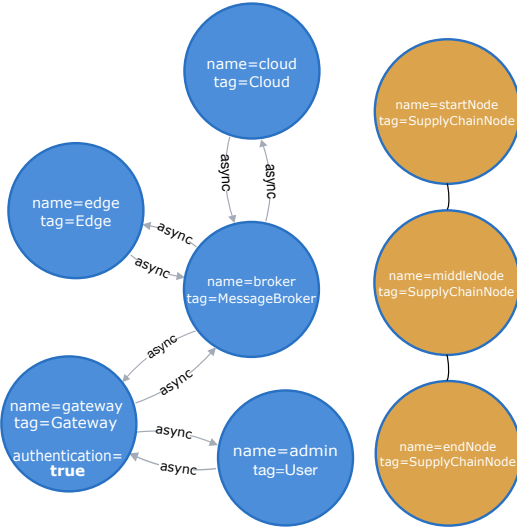 name=cloud
tag=Cloud
async
async
name=edge
tag=Edge
async
async
name=broker
tag=MessageBroker
async
async
name=gateway
tag=Gateway
authentication=
true
async
async
name=admin
tag=User
name=startNode
tag=SupplyChainNode
name=middleNode
tag=SupplyChainNode
name=endNode
tag=SupplyChainNode